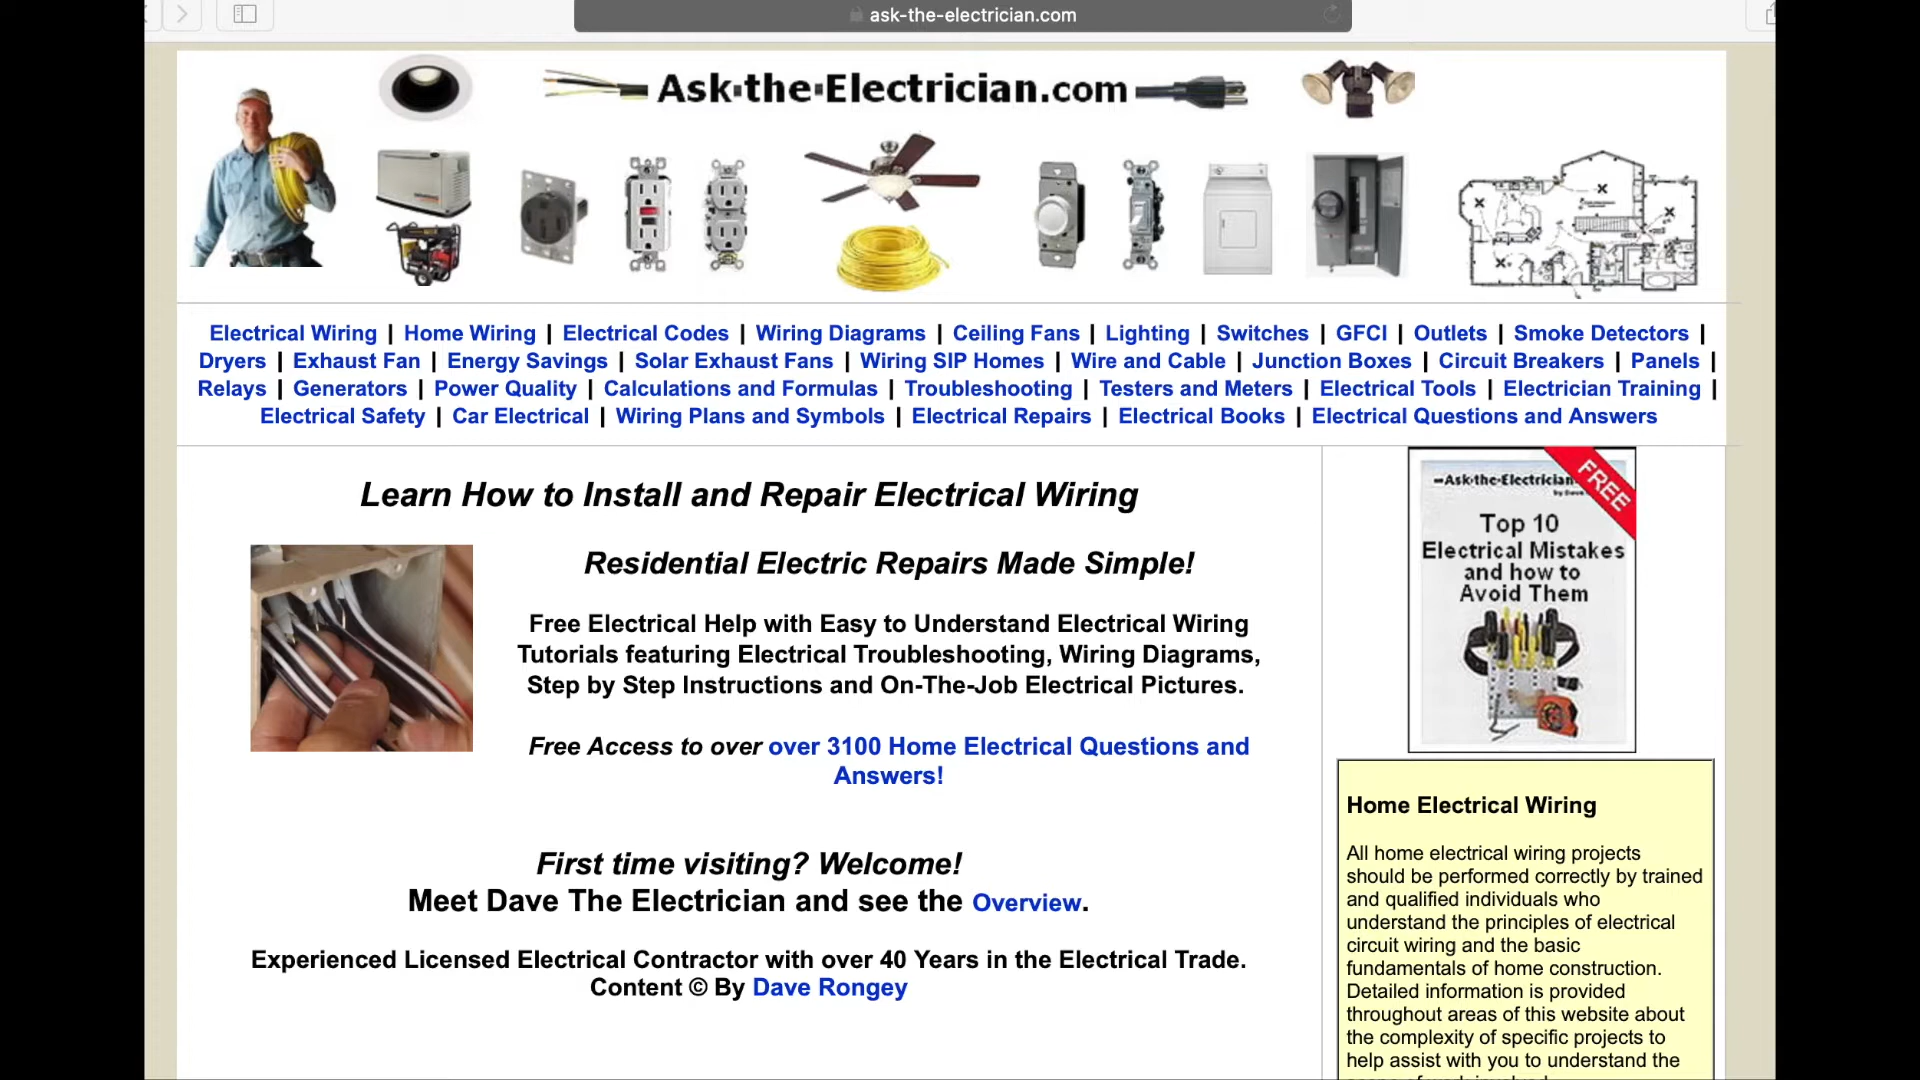 ask-the-electrician.com
Ask-the-Electrician.com
Electrical Wiring | Home Wiring | Electrical Codes | Wiring Diagrams | Ceiling Fans | Lighting | Switches | GFCI | Outlets | Smoke Detectors |
Dryers | Exhaust Fan | Energy Savings | Solar Exhaust Fans | Wiring SIP Homes | Wire and Cable | Junction Boxes | Circuit Breakers | Panels |
Relays | Generators | Power Quality | Calculations and Formulas | Troubleshooting | Testers and Meters | Electrical Tools | Electrician Training |
Electrical Safety | Car Electrical | Wiring Plans and Symbols | Electrical Repairs | Electrical Books | Electrical Questions and Answers
Learn How to Install and Repair Electrical Wiring
Residential Electric Repairs Made Simple!
Free Electrical Help with Easy to Understand Electrical Wiring
Tutorials featuring Electrical Troubleshooting, Wiring Diagrams,
Step by Step Instructions and On-The-Job Electrical Pictures.
Free Access to over over 3100 Home Electrical Questions and
Answers!
First time visiting? Welcome!
Meet Dave The Electrician and see the Overview.
Experienced Licensed Electrical Contractor with over 40 Years in the Electrical Trade.
Content © By Dave Rongey
FREE
Ask-the-Electrician
by Dave
Top 10
Electrical Mistakes
and how to
Avoid Them
Home Electrical Wiring
All home electrical wiring projects
should be performed correctly by trained
and qualified individuals who
understand the principles of electrical
circuit wiring and the basic
fundamentals of home construction.
Detailed information is provided
throughout areas of this website about
the complexity of specific projects to
help assist with you to understand the